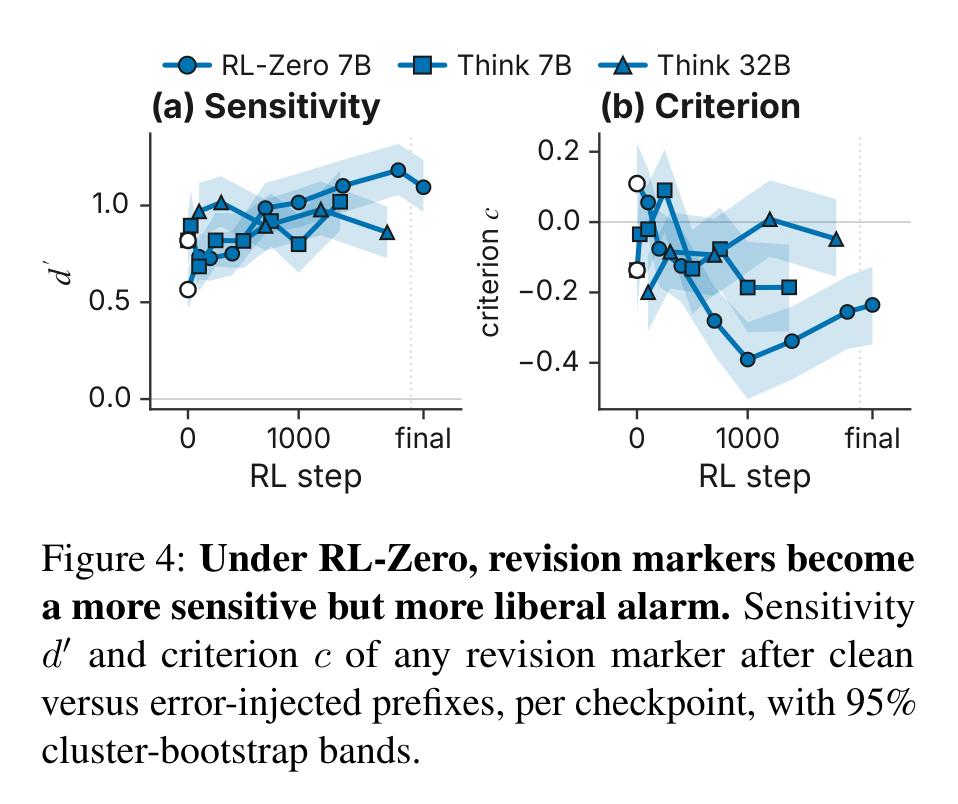 RL-Zero 7B Think 7B Think 32B
(a) Sensitivity (b) Criterion
1.0
0.5
0.0
d′
0 1000 final
RL step
0.2
0.0
−0.2
−0.4
criterion c
0 1000 final
RL step
Figure 4: Under RL-Zero, revision markers become
a more sensitive but more liberal alarm. Sensitivity
d′ and criterion c of any revision marker after clean
versus error-injected prefixes, per checkpoint, with 95%
cluster-bootstrap bands.